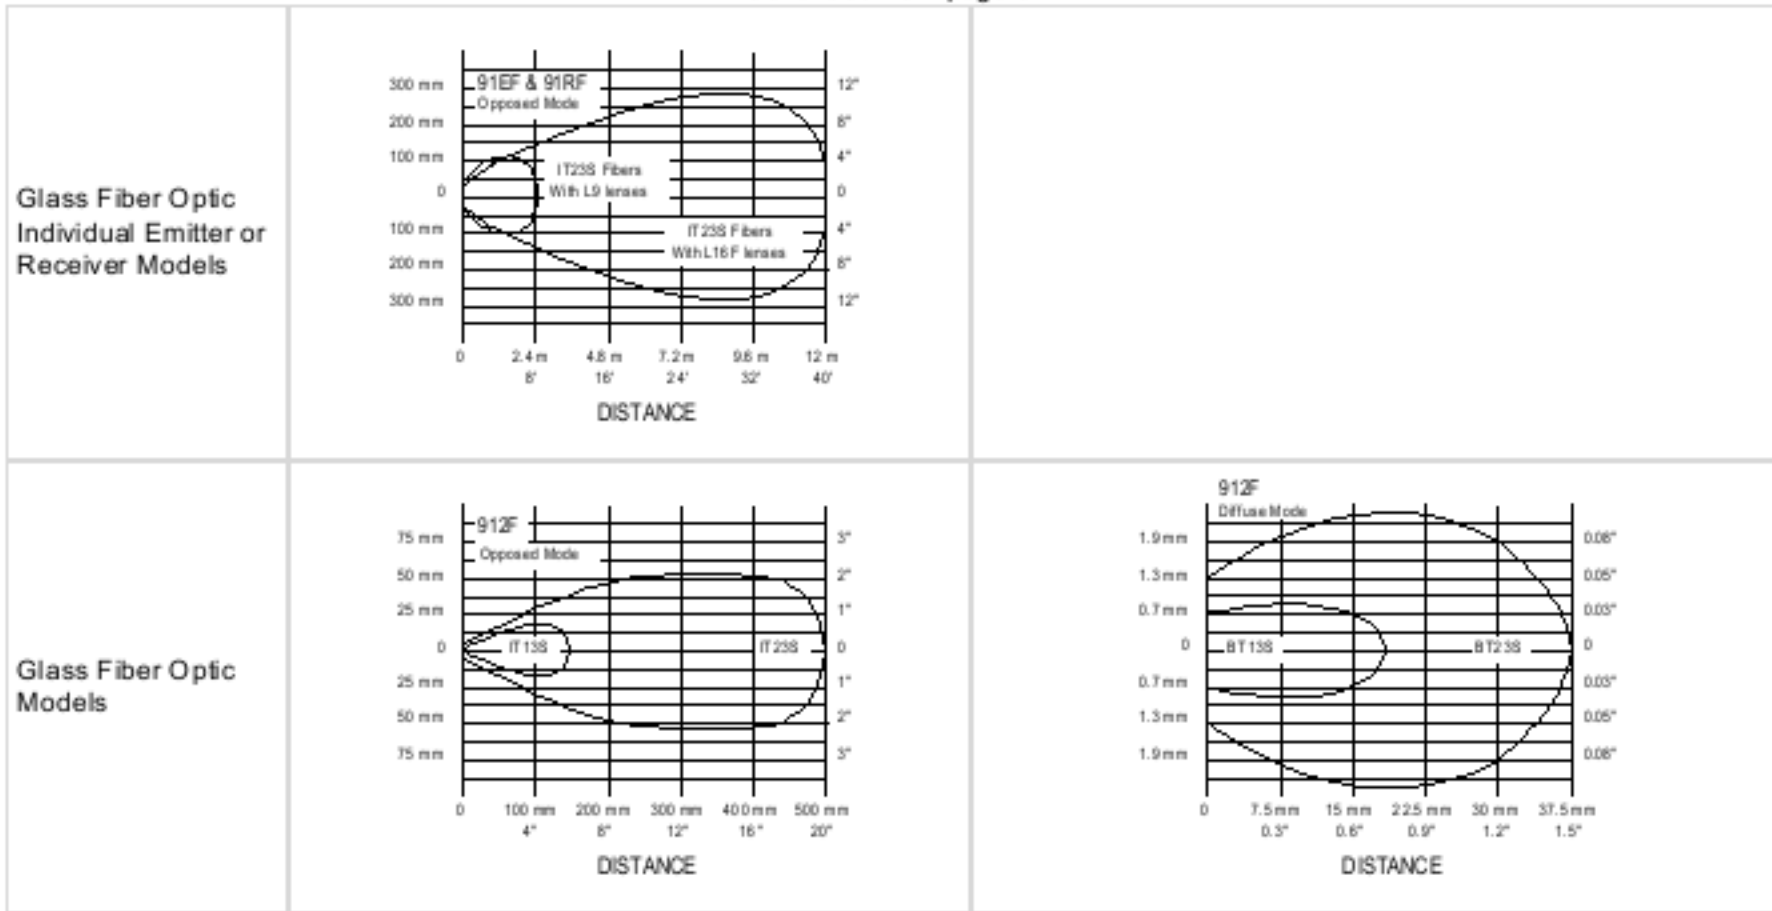 Glass Fiber Optic
Individual Emitter or
Receiver Models
91EF & 91RF
Opposed Mode
300 mm
200 mm
100 mm
0
100 mm
200 mm
300 mm
12"
8"
4"
0
4"
8"
12"
IT23S Fibers
With L9 lenses
IT23S Fibers
With L16F lenses
0 2.4 m 4.8 m 7.2 m 9.6 m 12 m
8' 16' 24' 32' 40'
DISTANCE
Glass Fiber Optic
Models
912F
Opposed Mode
75 mm
50 mm
25 mm
0
25 mm
50 mm
75 mm
3"
2"
1"
0
1"
2"
3"
IT13S
IT23S
0 100 mm 200 mm 300 mm 400 mm 500 mm
4" 8" 12" 16" 20"
DISTANCE
912F
Diffuse Mode
1.9 mm
1.3 mm
0.7 mm
0
0.7 mm
1.3 mm
1.9 mm
0.08"
0.05"
0.03"
0
0.03"
0.05"
0.08"
BT13S
BT23S
0 7.5 mm 15 mm 22.5 mm 30 mm 37.5 mm
0.3" 0.6" 0.9" 1.2" 1.5"
DISTANCE